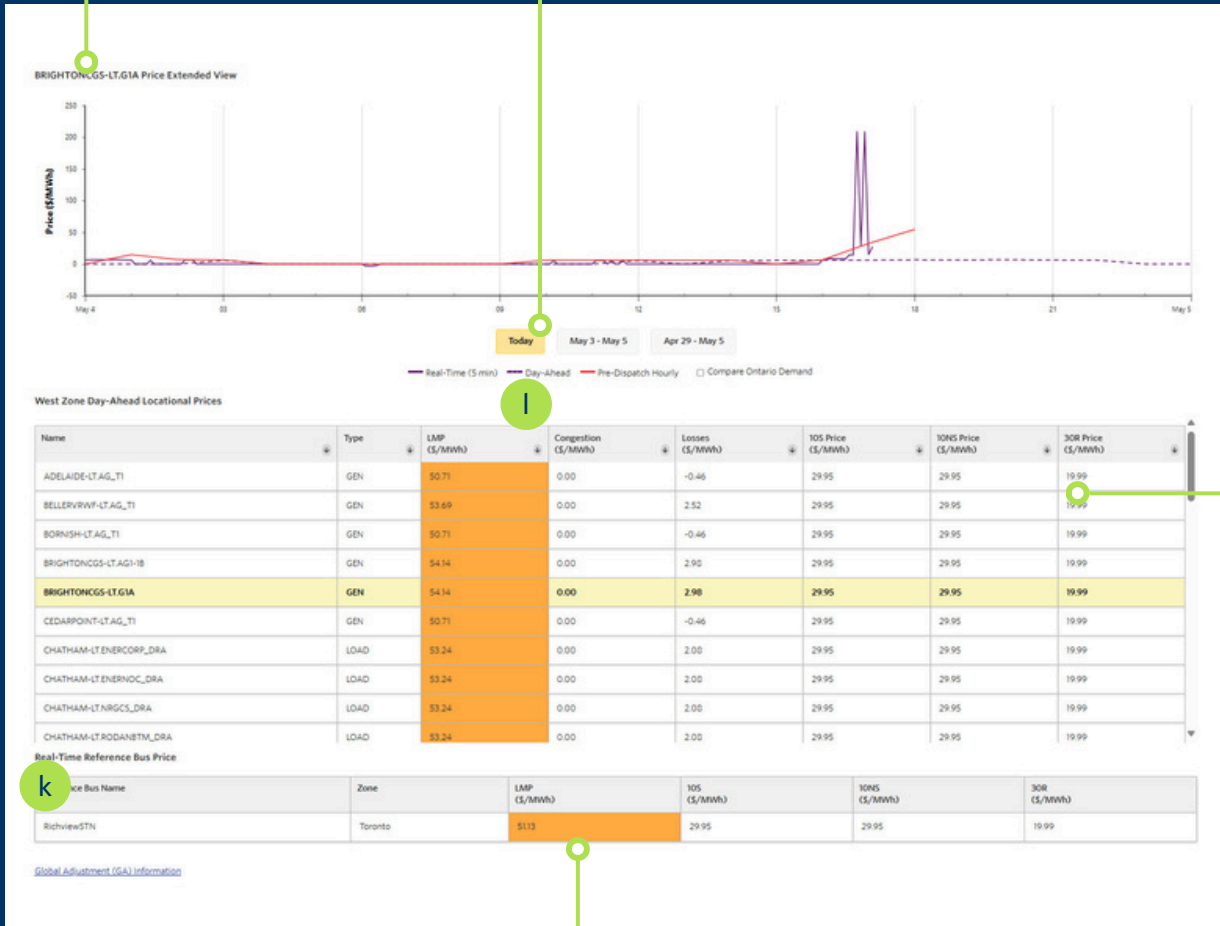 BRIGHTONCGS-LT.G1A Price Extended View
Price ($/MWh)
250
200
150
100
50
0
-50
May 4 03 06 09 12 15 18 21 May 5
Today May 3 - May 5 Apr 29 - May 5
Real-Time (5 min) Day-Ahead Pre-Dispatch Hourly Compare Ontario Demand
l
West Zone Day-Ahead Locational Prices
Name Type LMP ($/MWh) Congestion ($/MWh) Losses ($/MWh) 10S Price ($/MWh) 10NS Price ($/MWh) 30R Price ($/MWh)
ADELAIDE-LT.AG_T1 GEN 50.71 0.00 -0.46 29.95 29.95 19.99
BELLERVRWF-LT.AG_T1 GEN 53.69 0.00 2.52 29.95 29.95 19.99
BORNISH-LT.AG_T1 GEN 50.71 0.00 -0.46 29.95 29.95 19.99
BRIGHTONCGS-LT.AG1-1B GEN 54.14 0.00 2.98 29.95 29.95 19.99
BRIGHTONCGS-LT.G1A GEN 54.14 0.00 2.98 29.95 29.95 19.99
CEDARPOINT-LT.AG_T1 GEN 50.71 0.00 -0.46 29.95 29.95 19.99
CHATHAM-LT.ENERCORP_DRA LOAD 53.24 0.00 2.08 29.95 29.95 19.99
CHATHAM-LT.ENERNOC_DRA LOAD 53.24 0.00 2.08 29.95 29.95 19.99
CHATHAM-LT.NRGCS_DRA LOAD 53.24 0.00 2.08 29.95 29.95 19.99
CHATHAM-LT.RODANBTM_DRA LOAD 53.24 0.00 2.08 29.95 29.95 19.99
Real-Time Reference Bus Price
k
Bus Name Zone LMP ($/MWh) 10S ($/MWh) 10NS ($/MWh) 30R ($/MWh)
RichviewSTN Toronto 51.13 29.95 29.95 19.99
Global Adjustment (GA) Information